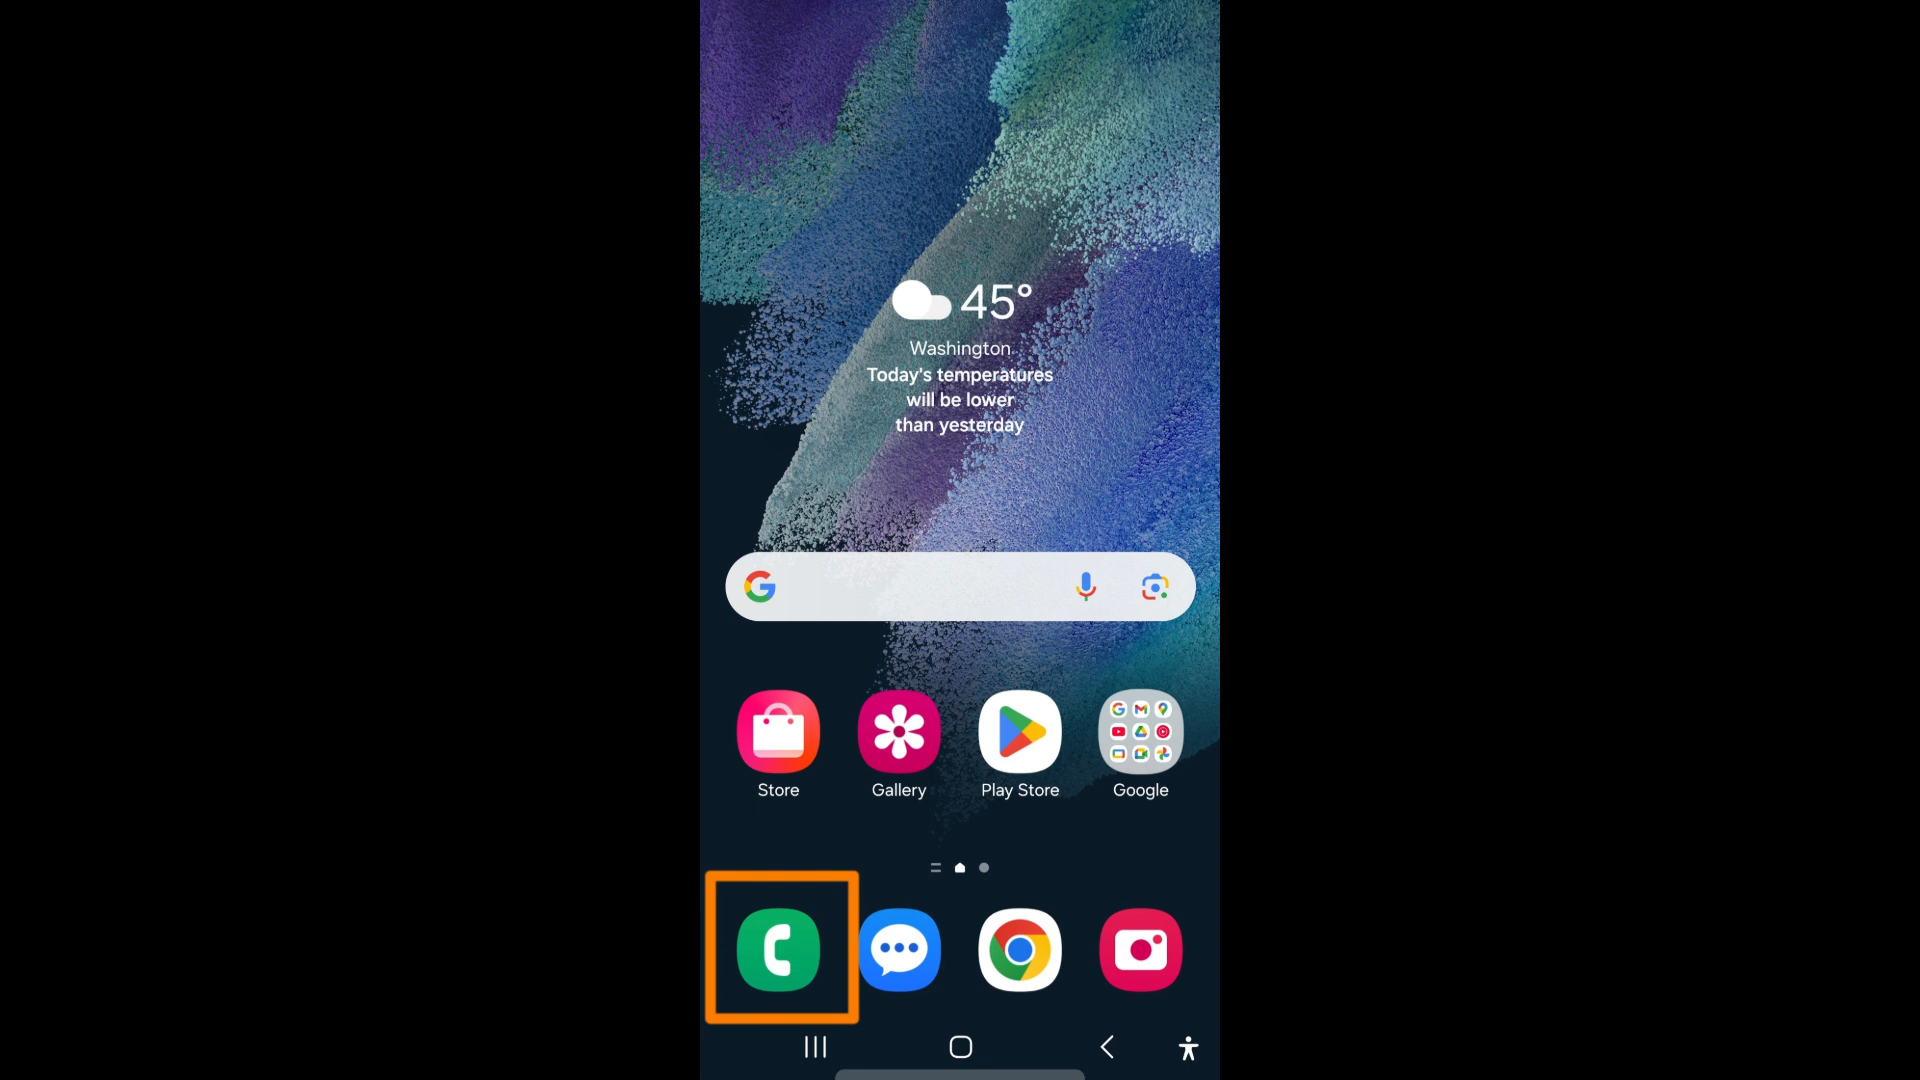 45°
Washington
Today's temperatures
will be lower
than yesterday
Store
Gallery
Play Store
Google